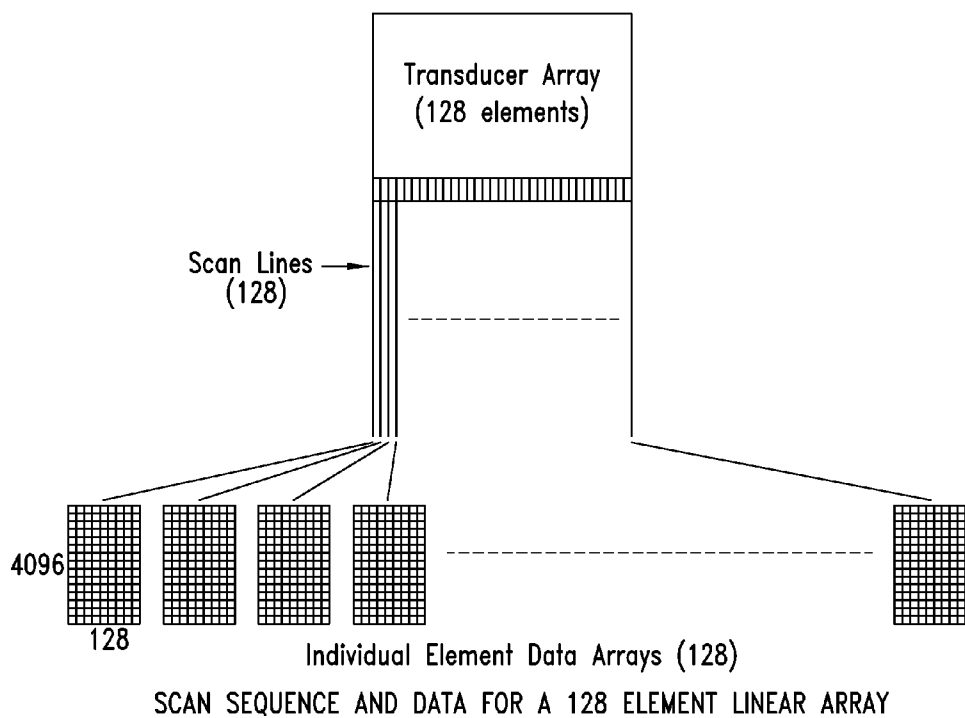 Transducer Array
(128 elements)
Scan Lines
(128)
4096
128
Individual Element Data Arrays (128)
SCAN SEQUENCE AND DATA FOR A 128 ELEMENT LINEAR ARRAY